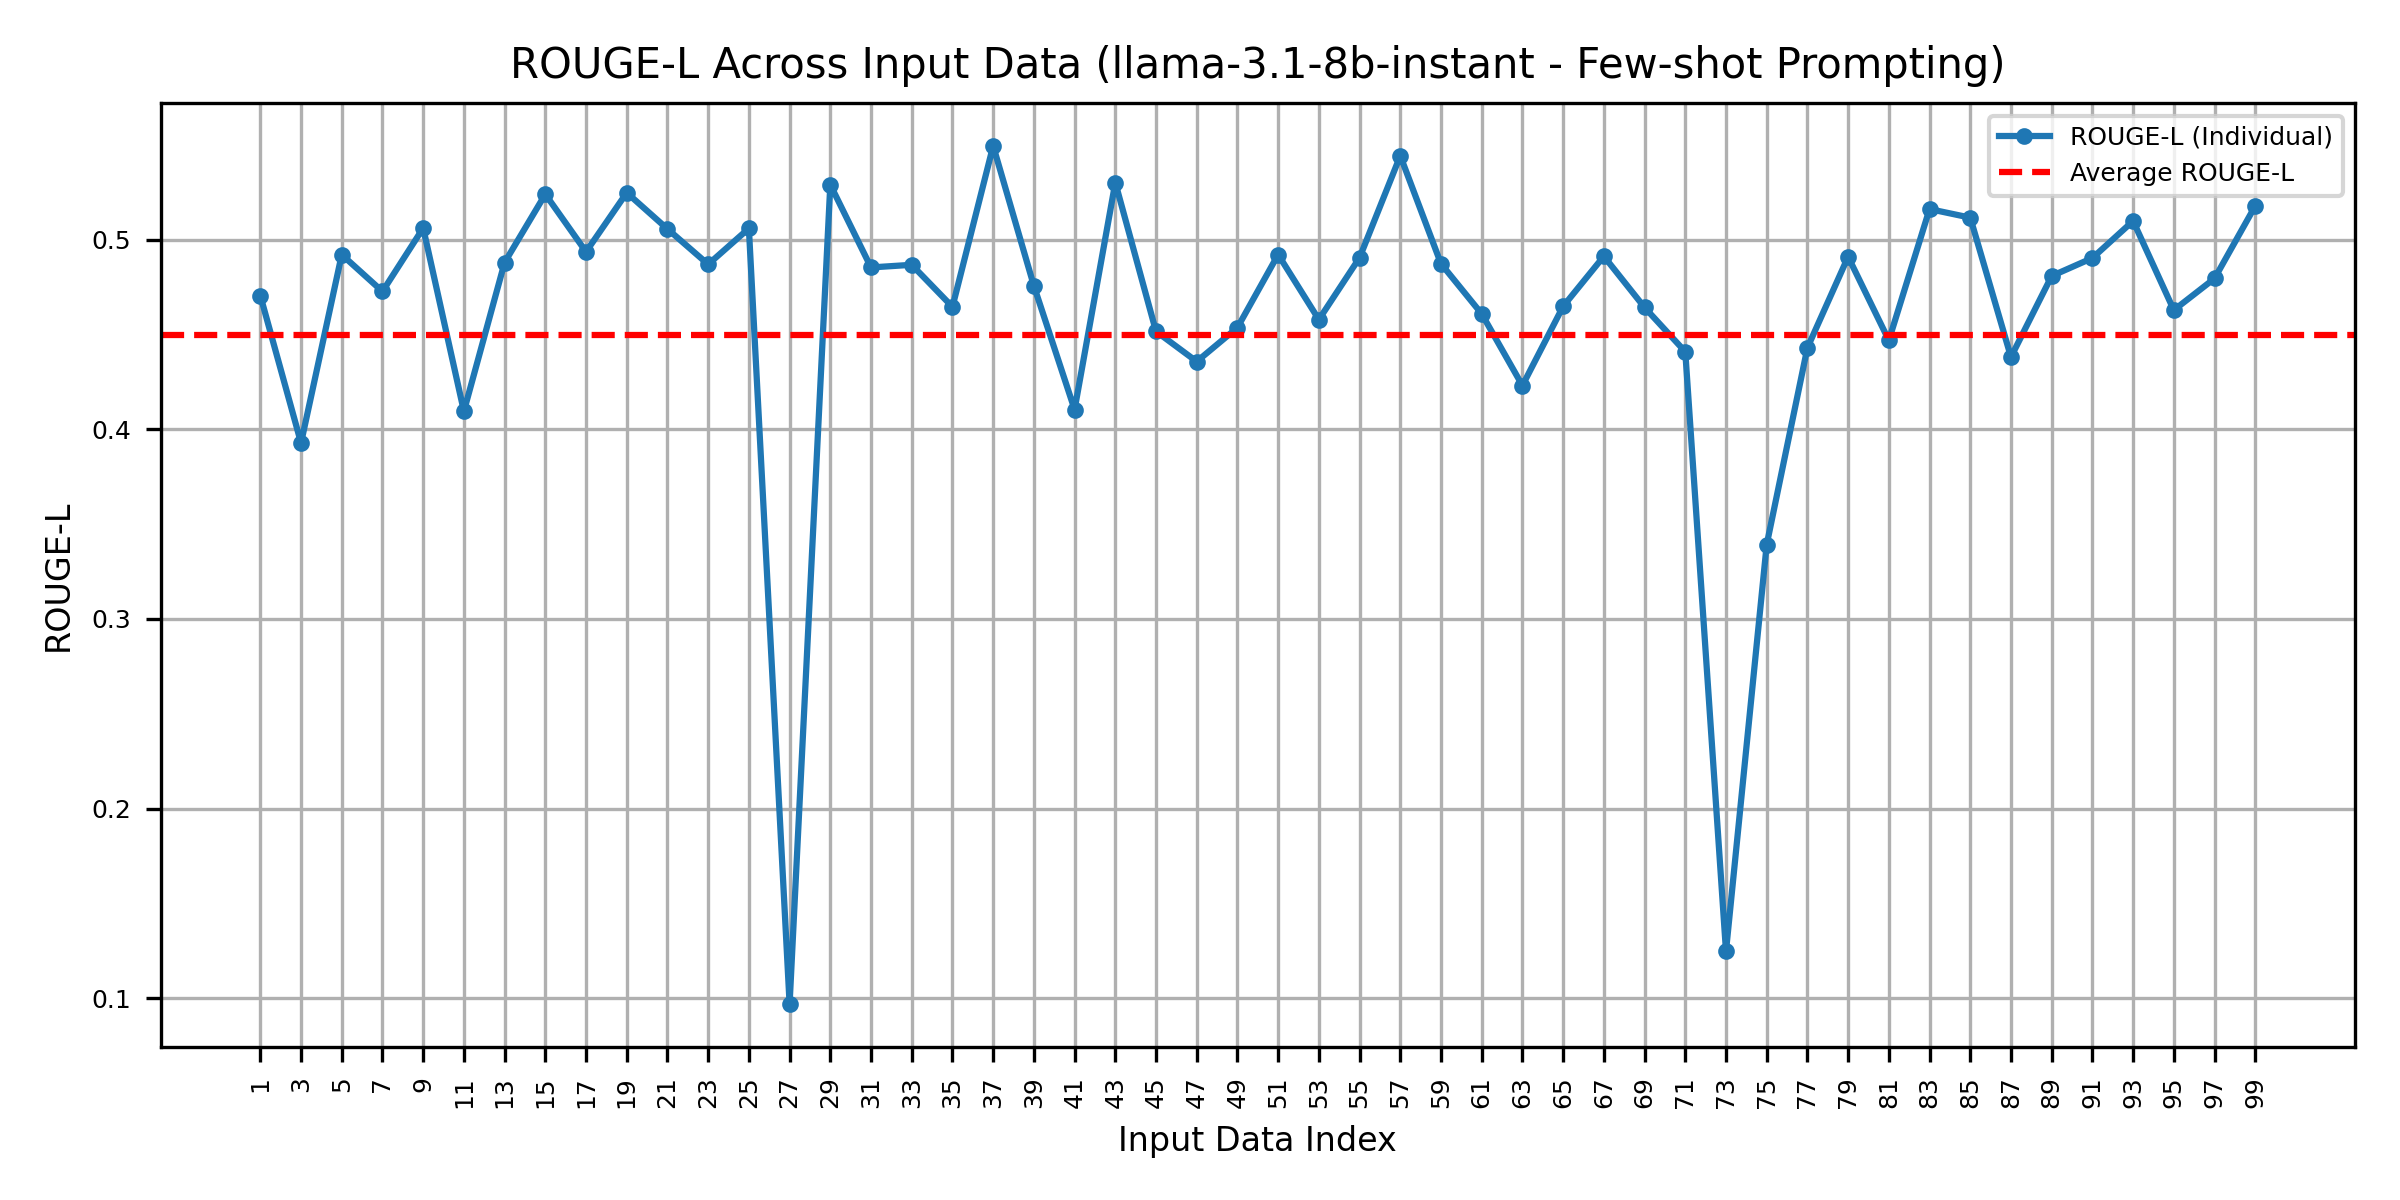 ROUGE-L Across Input Data (llama-3.1-8b-instant - Few-shot Prompting)
ROUGE-L (Individual)
Average ROUGE-L
ROUGE-L
0.5
0.4
0.3
0.2
0.1
1 3 5 7 9 11 13 15 17 19 21 23 25 27 29 31 33 35 37 39 41 43 45 47 49 51 53 55 57 59 61 63 65 67 69 71 73 75 77 79 81 83 85 87 89 91 93 95 97 99
Input Data Index